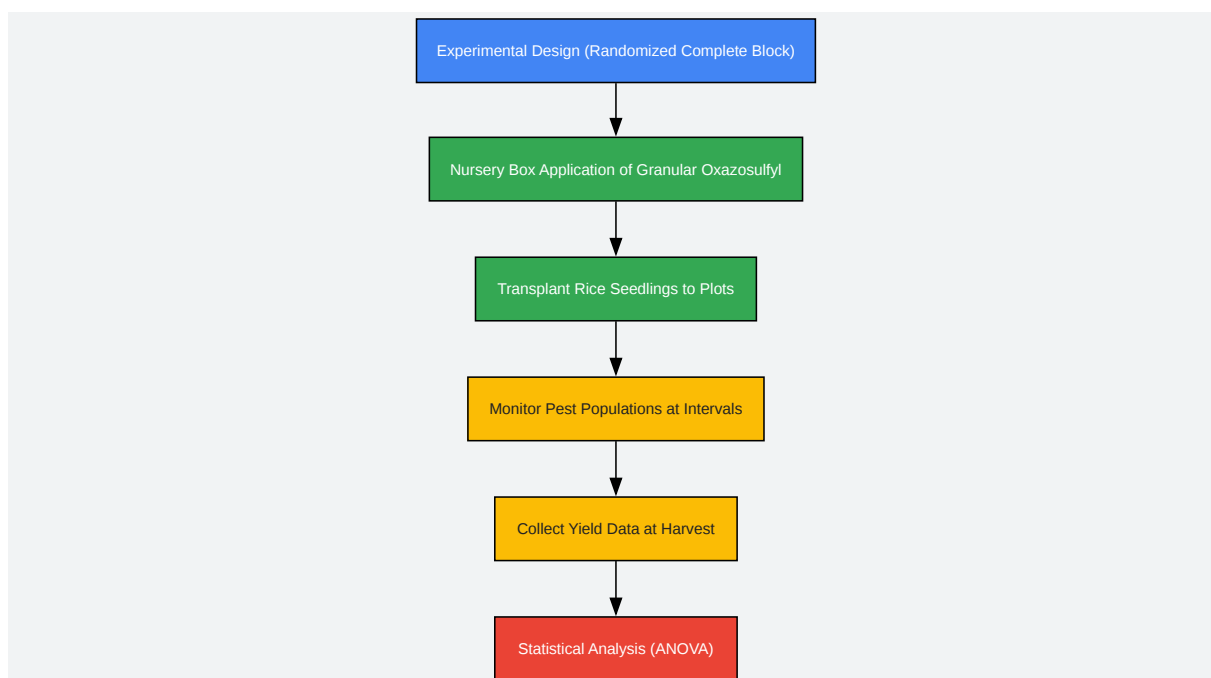 Experimental Design (Randomized Complete Block)
Nursery Box Application of Granular Oxazosulfyl
Transplant Rice Seedlings to Plots
Monitor Pest Populations at Intervals
Collect Yield Data at Harvest
Statistical Analysis (ANOVA)